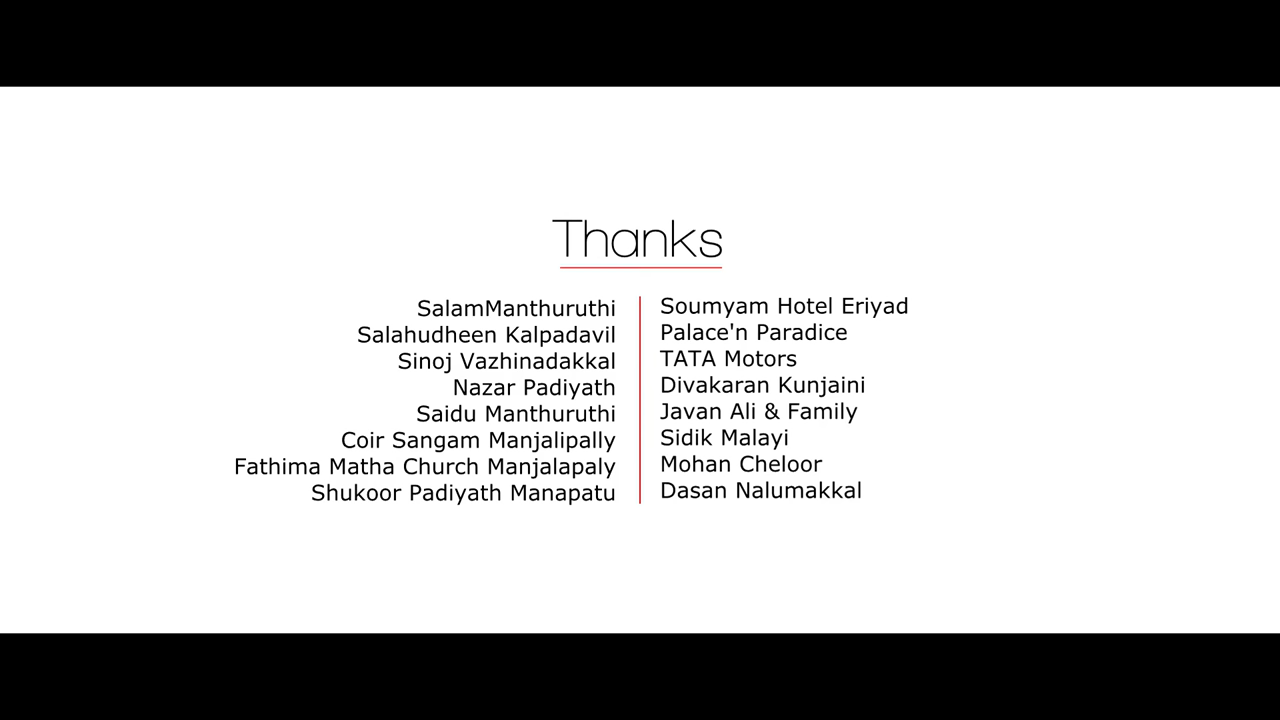 Thanks
SalamManthuruthi
Salahudheen Kalpadavil
Sinoj Vazhinadakkal
Nazar Padiyath
Saidu Manthuruthi
Coir Sangam Manjalipally
Fathima Matha Church Manjalapaly
Shukoor Padiyath Manapatu
Soumyam Hotel Eriyad
Palace'n Paradice
TATA Motors
Divakaran Kunjaini
Javan Ali & Family
Sidik Malayi
Mohan Cheloor
Dasan Nalumakkal